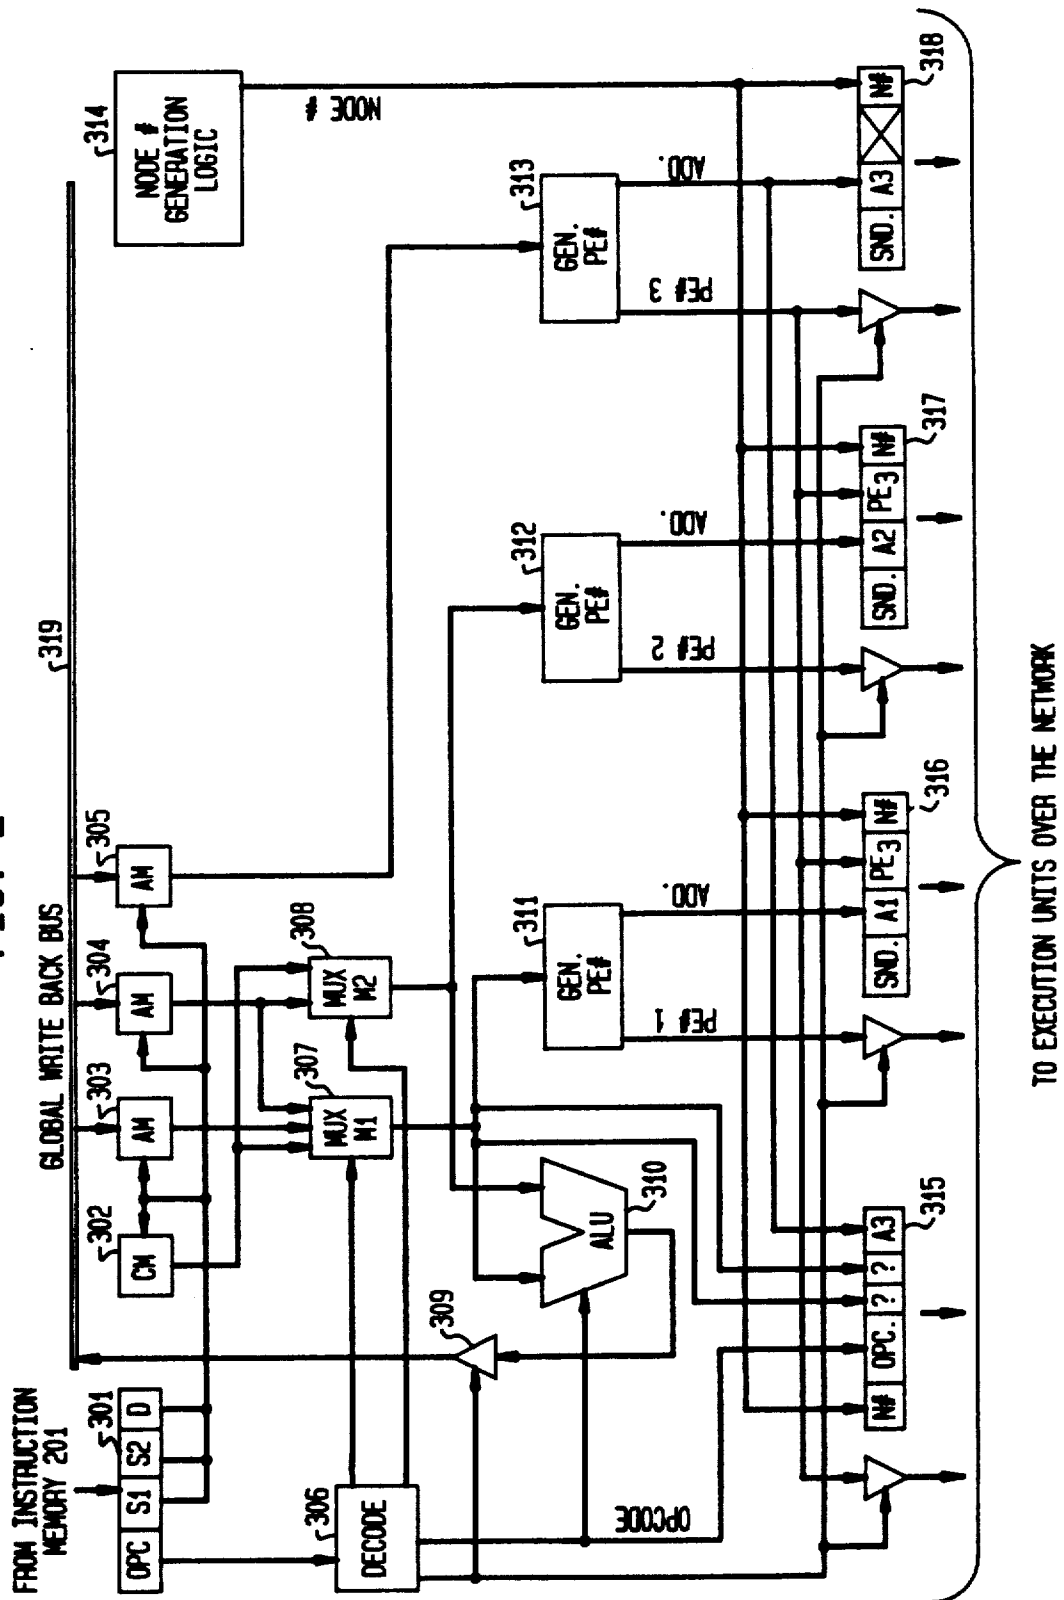 FROM INSTRUCTION
MEMORY 201
OPC S1 S2 D
301
GLOBAL WRITE BACK BUS
319
302
CM
303
AM
304
AM
305
AM
314
NODE #
GENERATION
LOGIC
NODE #
306
DECODE
307
MUX
M1
308
MUX
M2
309
310
ALU
311
GEN.
PE#
312
GEN.
PE#
313
GEN.
PE#
OPCODE
PE# 1
ADD.
PE# 2
ADD.
PE# 3
ADD.
N# OPC. ? ? A3
315
SND. A1 PE3 N#
316
SND. A2 PE3 N#
317
SND. A3 N#
318
TO EXECUTION UNITS OVER THE NETWORK